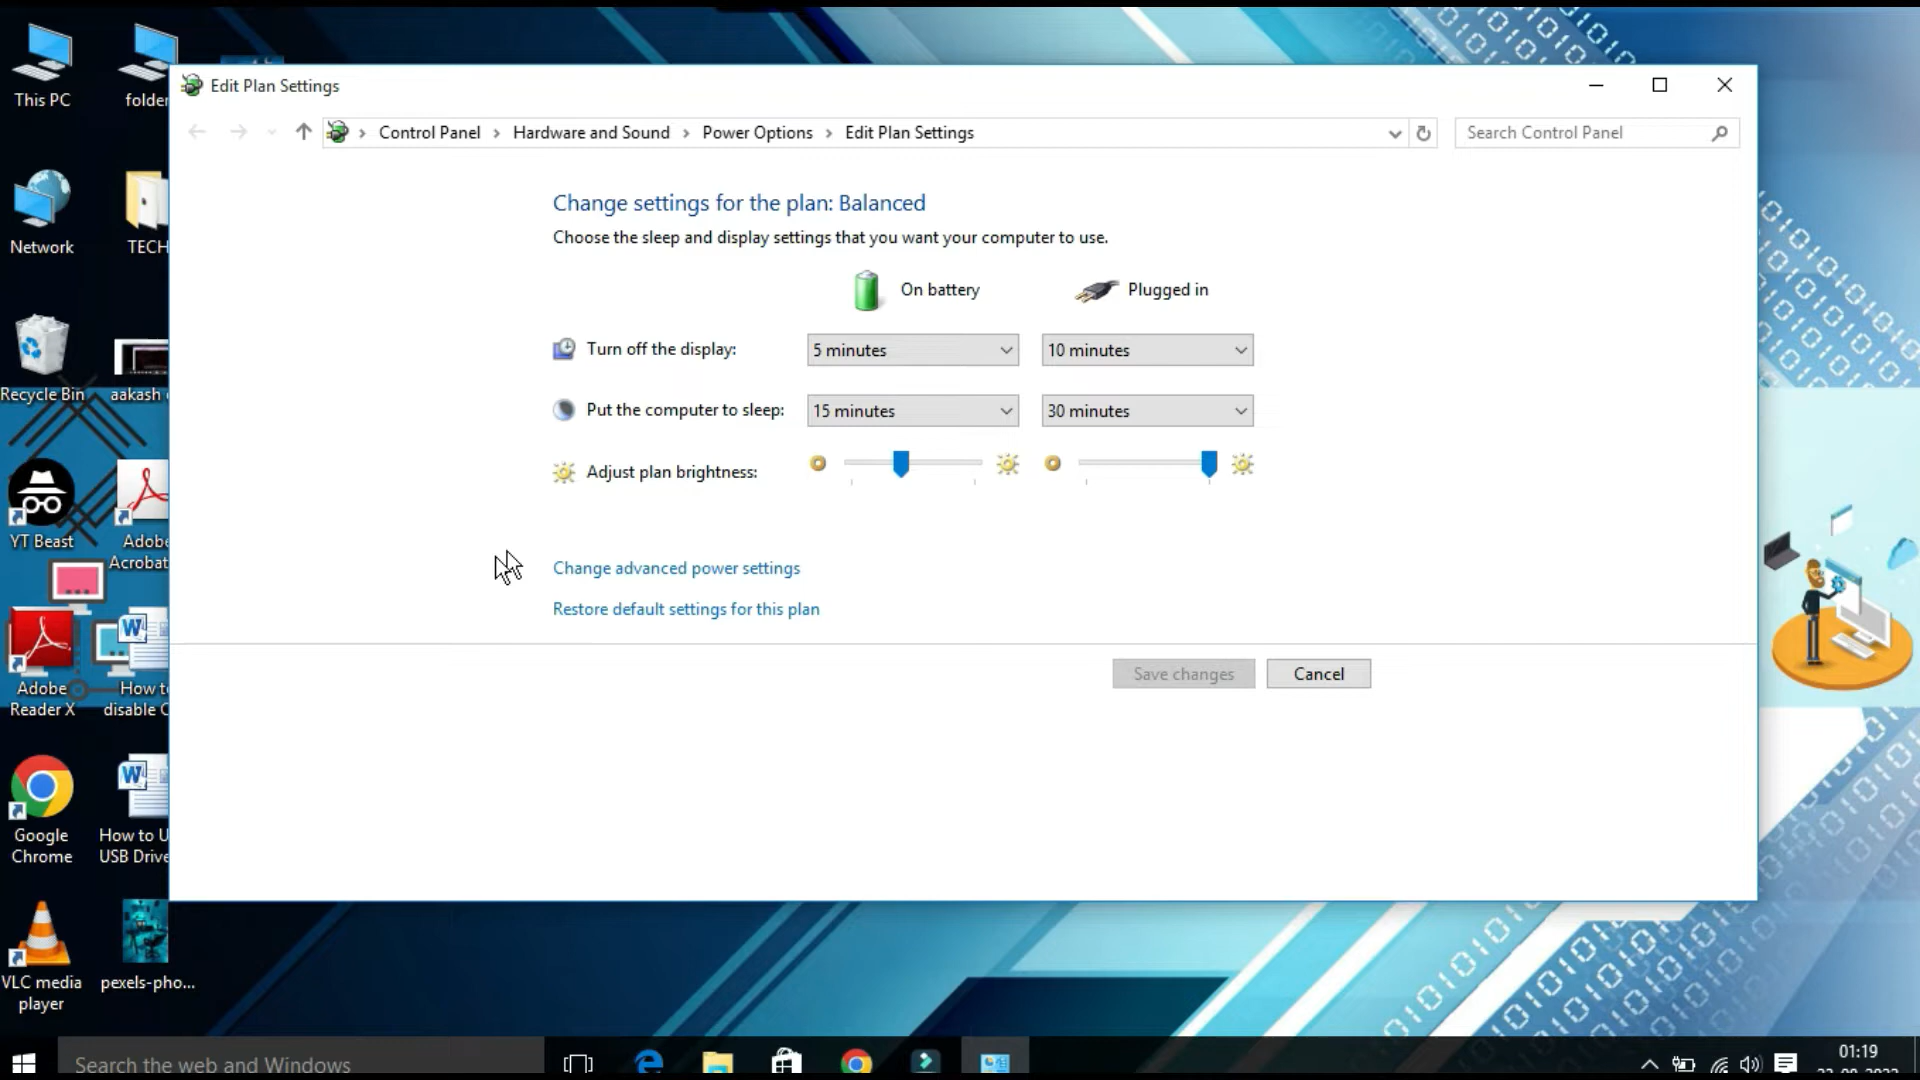 This PC
folder
Network
TECH
Recycle Bin
aakash
YT Beast
Adobe
Acrobat
Adobe
Reader X
How to
disable C
Google
Chrome
How to U
USB Drive
VLC media
player
pexels-pho...
Edit Plan Settings
Control Panel › Hardware and Sound › Power Options › Edit Plan Settings
Search Control Panel
Change settings for the plan: Balanced
Choose the sleep and display settings that you want your computer to use.
On battery
Plugged in
Turn off the display:
5 minutes
10 minutes
Put the computer to sleep:
15 minutes
30 minutes
Adjust plan brightness:
Change advanced power settings
Restore default settings for this plan
Save changes
Cancel
Search the web and Windows
01:19